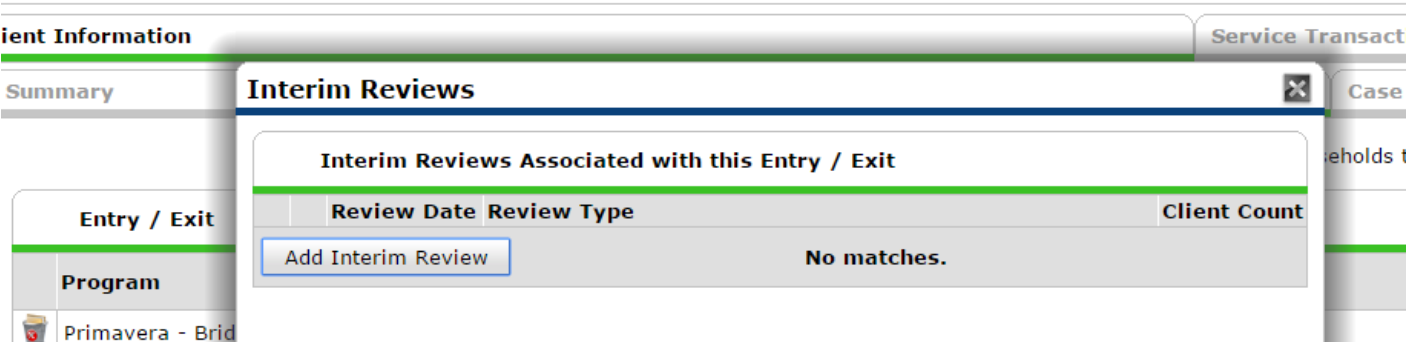 ient Information
Service Transact
Summary
Interim Reviews
Case
Interim Reviews Associated with this Entry / Exit
eholds t
Entry / Exit
Review Date Review Type Client Count
Add Interim Review No matches.
Program
Primavera - Brid